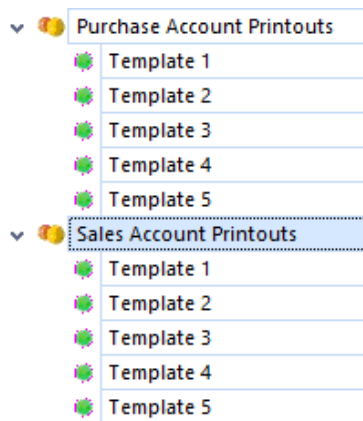 Purchase Account Printouts
Template 1
Template 2
Template 3
Template 4
Template 5
Sales Account Printouts
Template 1
Template 2
Template 3
Template 4
Template 5